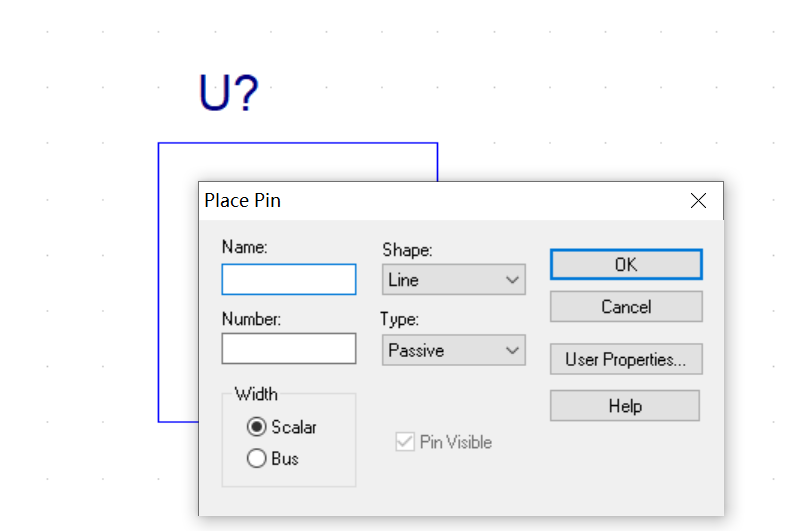 U?
Place Pin
Name:
Shape:
OK
Line
Cancel
Number:
Type:
Passive
User Properties...
Width
Help
Scalar
Pin Visible
Bus